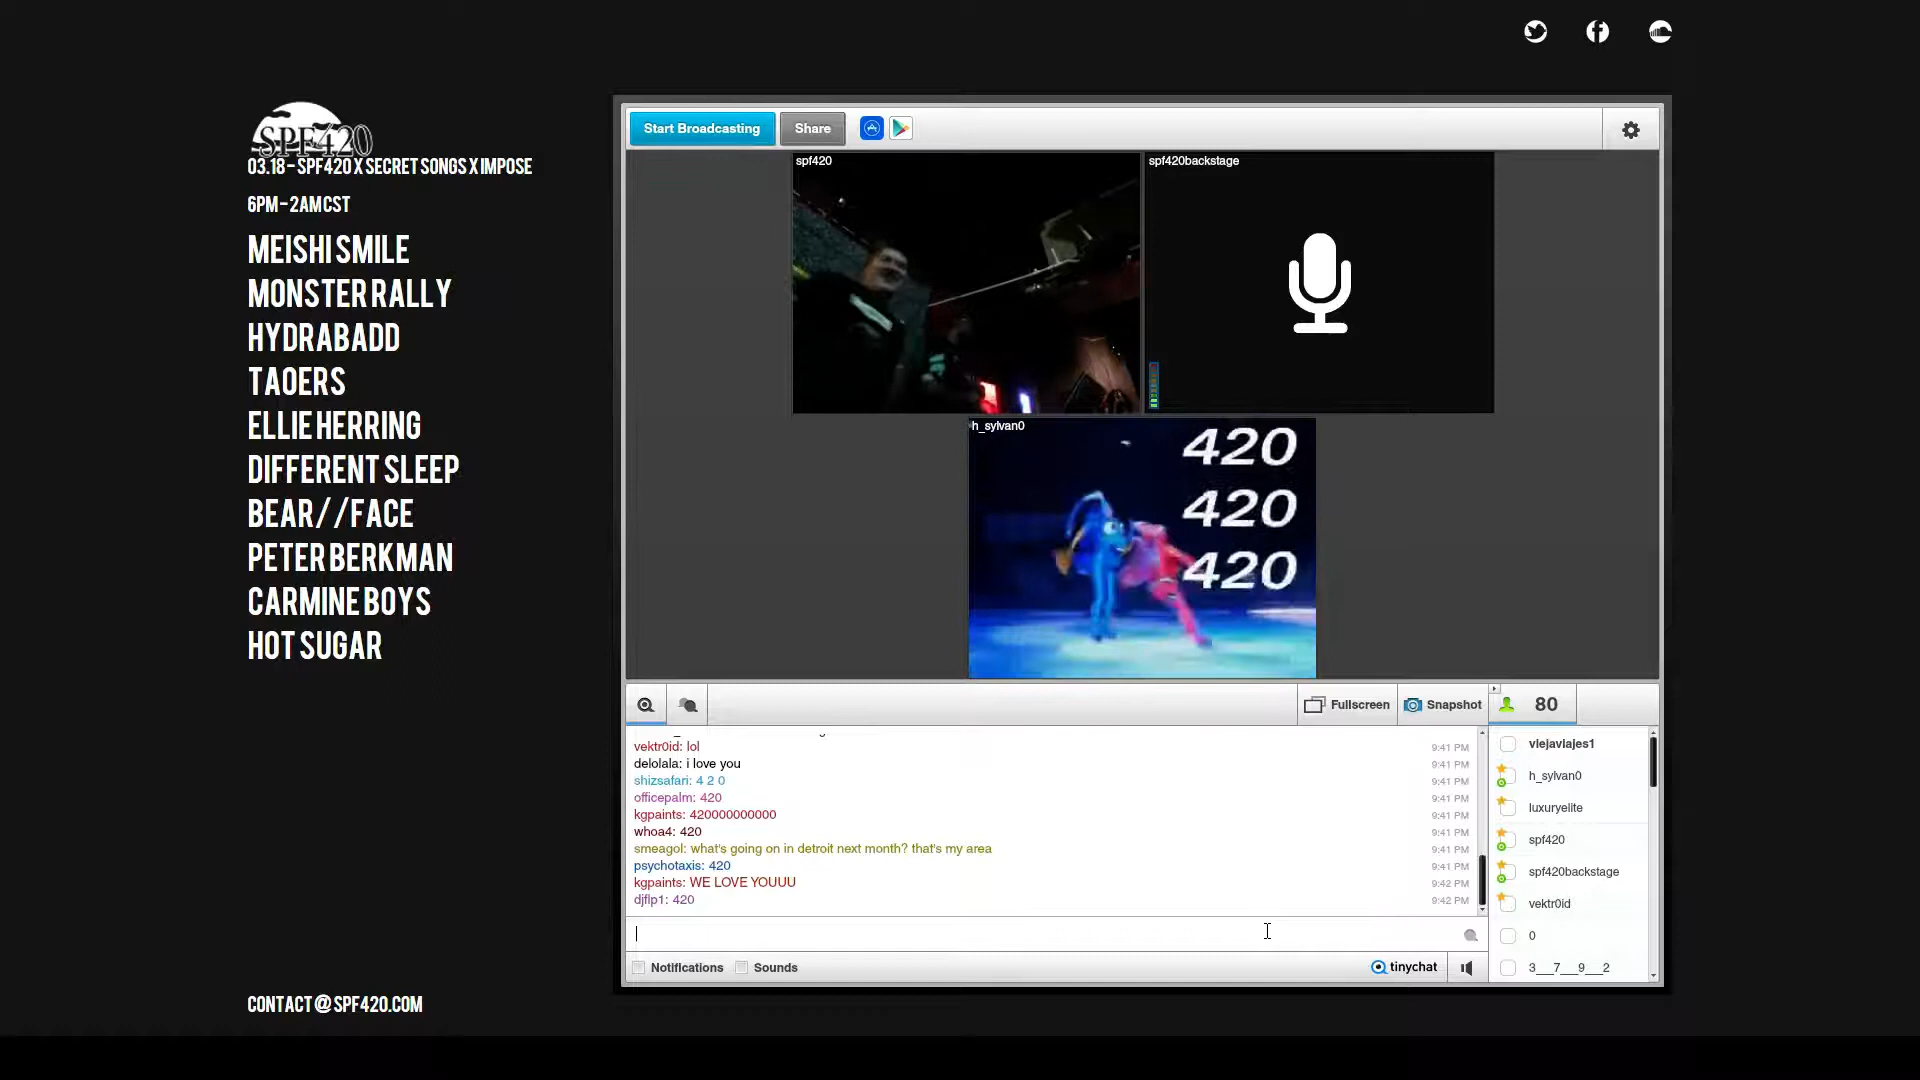 SPF420
03.18 - SPF420 X SECRET SONGS X IMPOSE
6PM - 2AM CST
MEISHI SMILE
MONSTER RALLY
HYDRABADD
TAOERS
ELLIE HERRING
DIFFERENT SLEEP
BEAR//FACE
PETER BERKMAN
CARMINE BOYS
HOT SUGAR
CONTACT@SPF420.COM
Start Broadcasting
Share
spf420
spf420backstage
h_sylvan0
420
420
420
Fullscreen
Snapshot
80
vektr0id: lol 9:41 PM
delolala: i love you 9:41 PM
shizsafari: 4 2 0 9:41 PM
officepalm: 420 9:41 PM
kgpaints: 420000000000 9:41 PM
whoa4: 420 9:41 PM
smeagol: what's going on in detroit next month? that's my area 9:41 PM
psychotaxis: 420 9:41 PM
kgpaints: WE LOVE YOUUU 9:42 PM
djflp1: 420 9:42 PM
Notifications
Sounds
tinychat
viejaviajes1
h_sylvan0
luxuryelite
spf420
spf420backstage
vektr0id
0
3__7__9__2